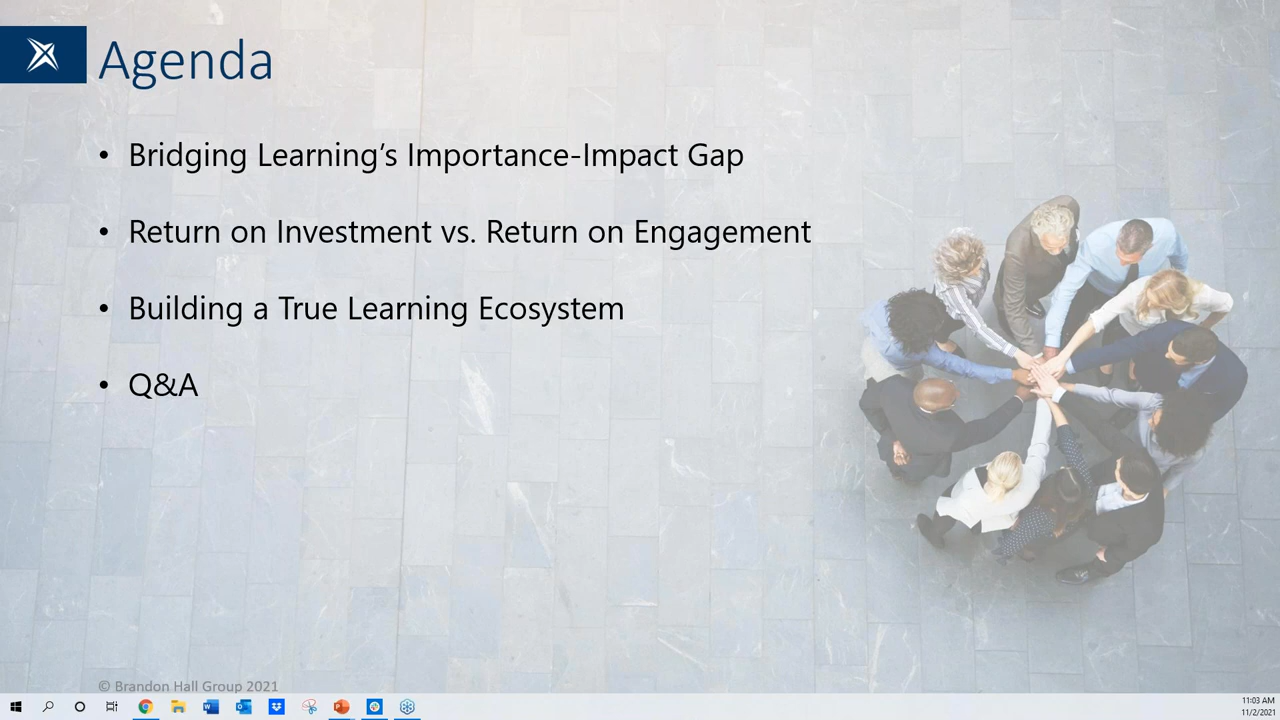 Agenda
• Bridging Learning’s Importance-Impact Gap
• Return on Investment vs. Return on Engagement
• Building a True Learning Ecosystem
• Q&A
© Brandon Hall Group 2021
11:03 AM
11/2/2021